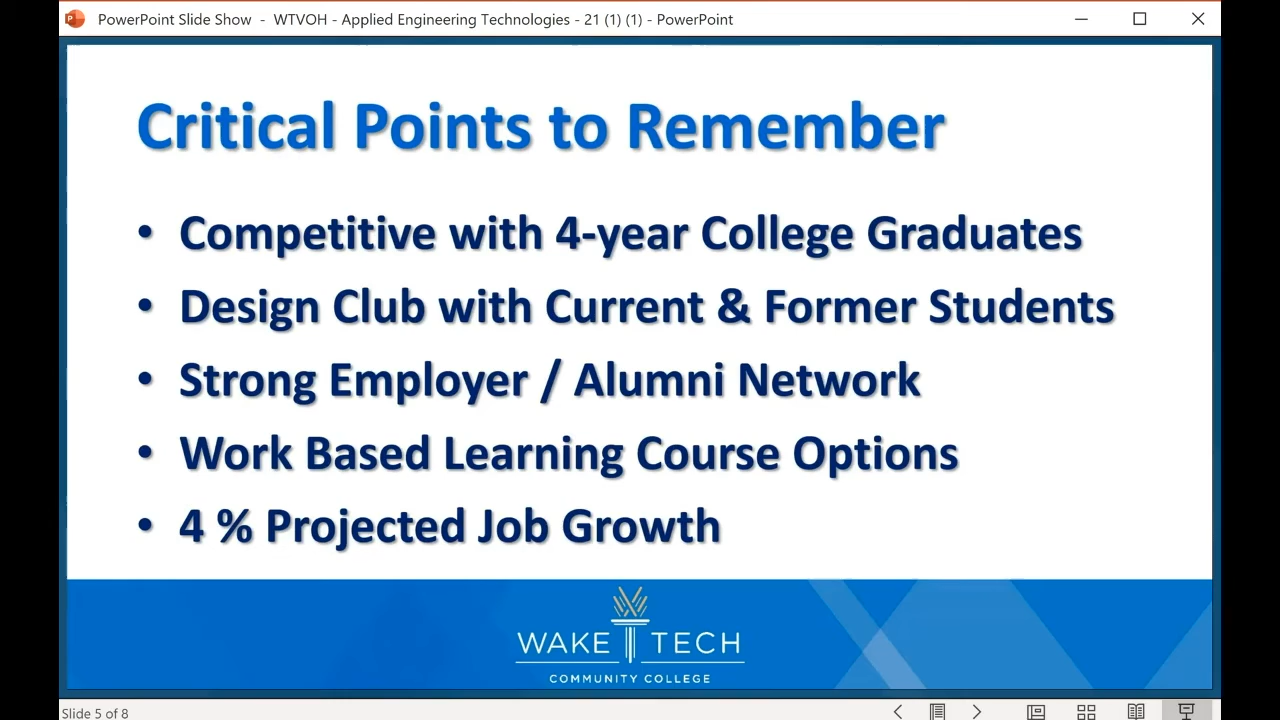 PowerPoint Slide Show - WTVOH - Applied Engineering Technologies - 21 (1) (1) - PowerPoint
Critical Points to Remember
• Competitive with 4-year College Graduates
• Design Club with Current & Former Students
• Strong Employer / Alumni Network
• Work Based Learning Course Options
• 4 % Projected Job Growth
WAKE TECH
COMMUNITY COLLEGE
Slide 5 of 8